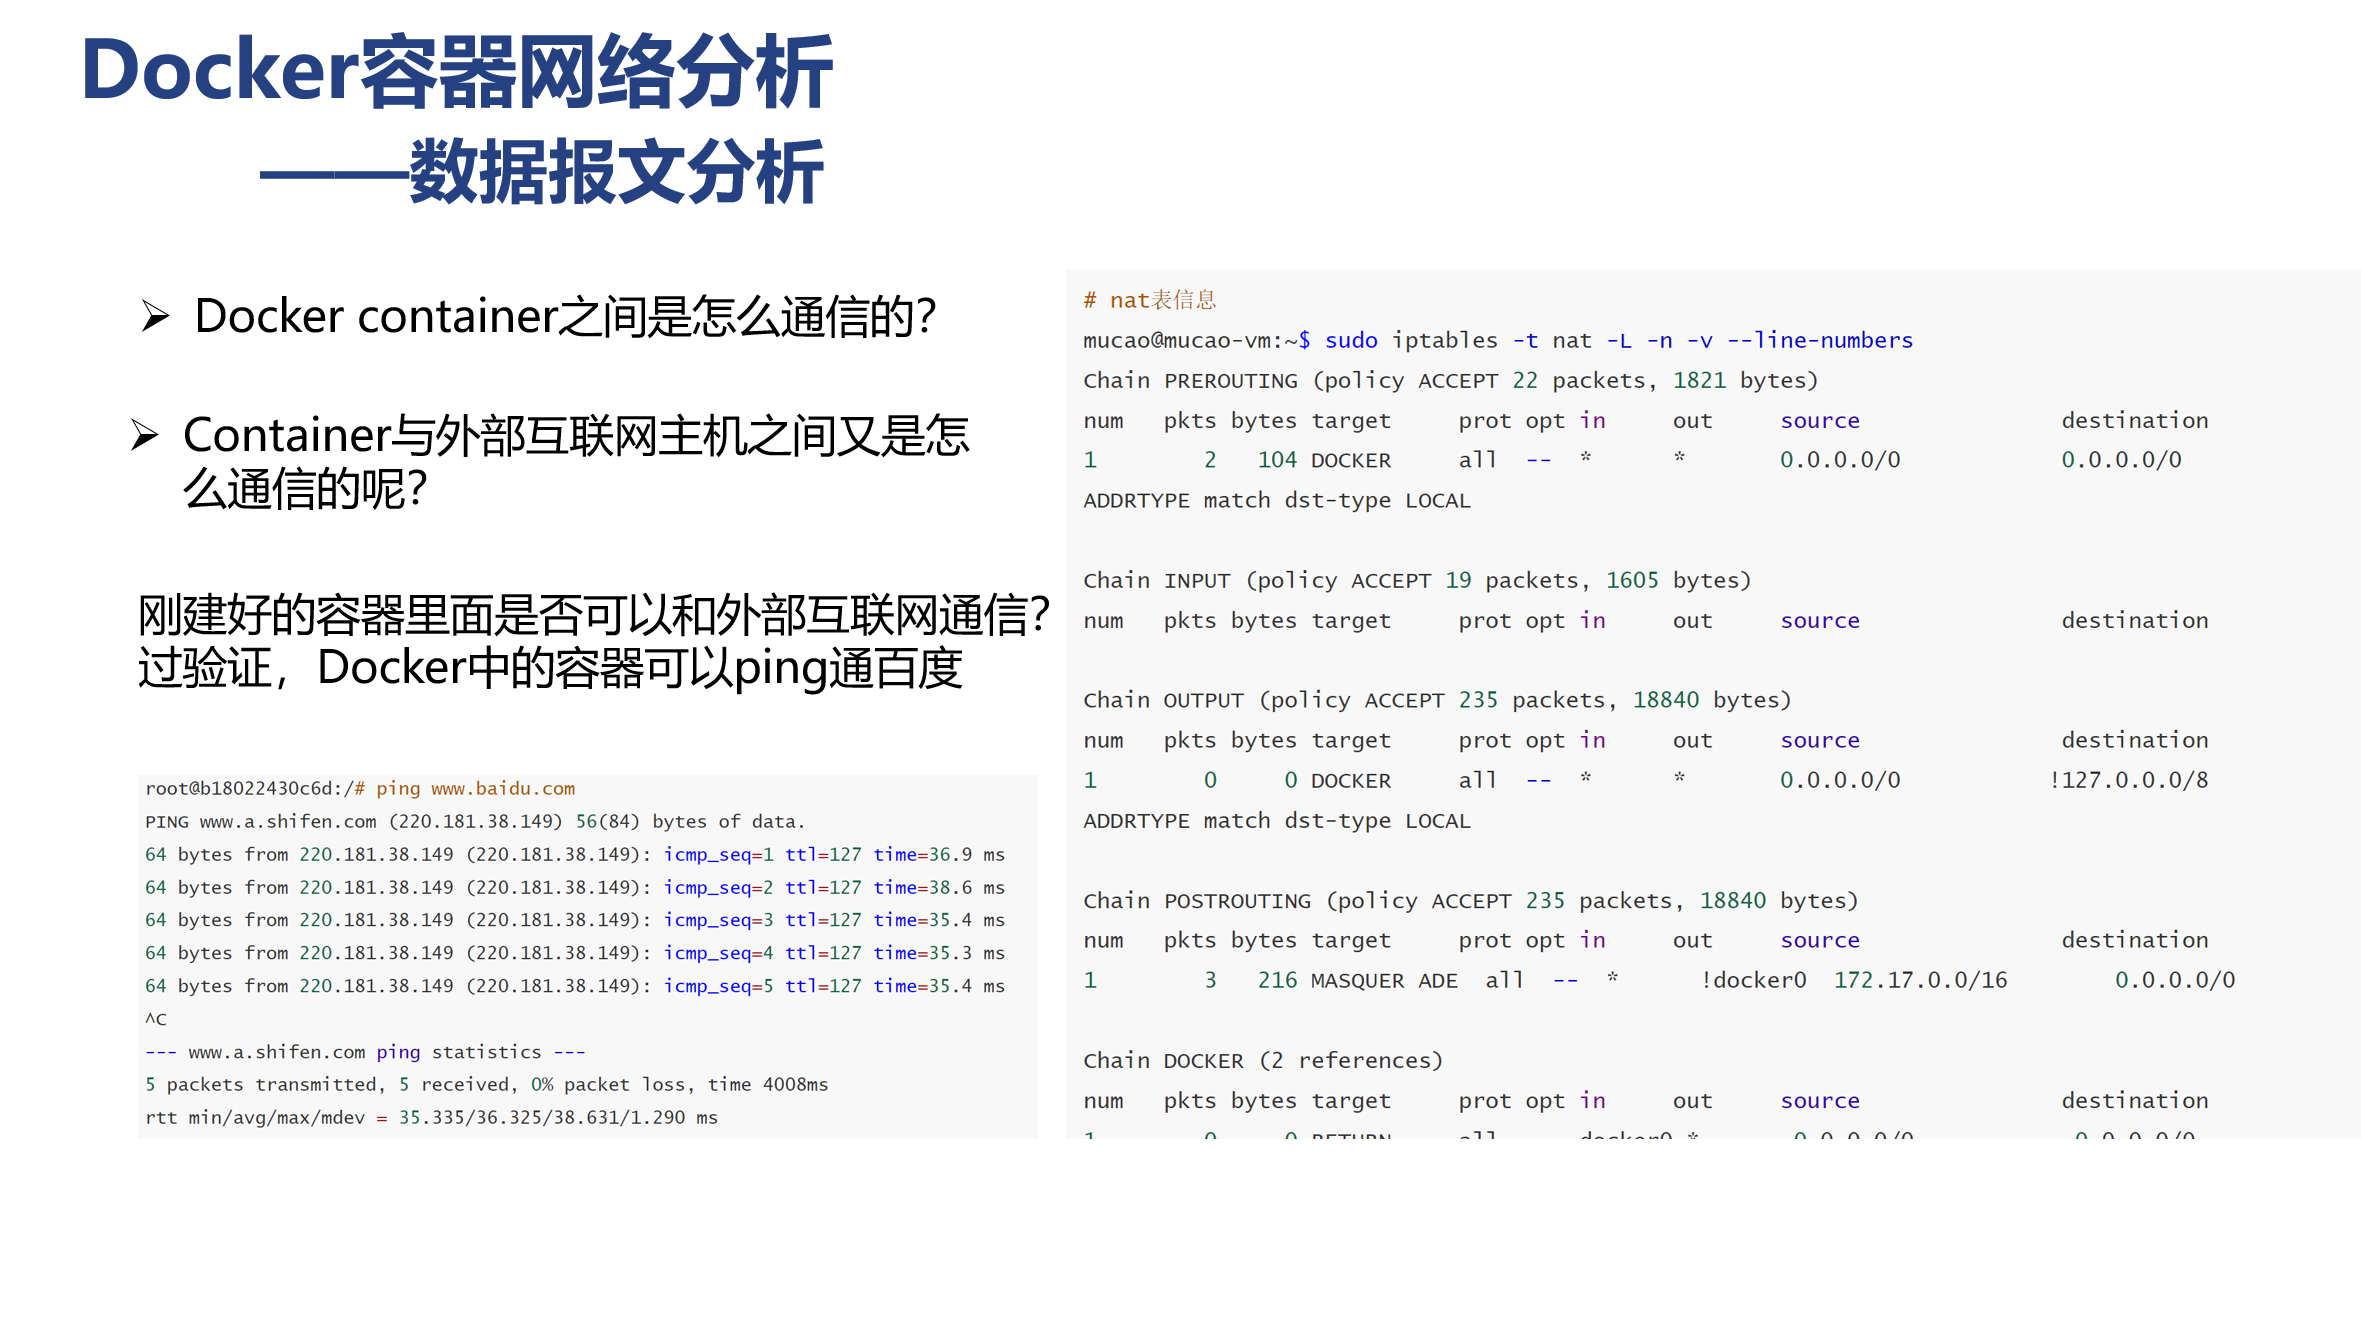 Docker容器网络分析
——数据报文分析
➢ Docker container之间是怎么通信的？
➢ Container与外部互联网主机之间又是怎
么通信的呢？
刚建好的容器里面是否可以和外部互联网通信？
过验证，Docker中的容器可以ping通百度
root@b18022430c6d:/# ping www.baidu.com
PING www.a.shifen.com (220.181.38.149) 56(84) bytes of data.
64 bytes from 220.181.38.149 (220.181.38.149): icmp_seq=1 ttl=127 time=36.9 ms
64 bytes from 220.181.38.149 (220.181.38.149): icmp_seq=2 ttl=127 time=38.6 ms
64 bytes from 220.181.38.149 (220.181.38.149): icmp_seq=3 ttl=127 time=35.4 ms
64 bytes from 220.181.38.149 (220.181.38.149): icmp_seq=4 ttl=127 time=35.3 ms
64 bytes from 220.181.38.149 (220.181.38.149): icmp_seq=5 ttl=127 time=35.4 ms
^C
--- www.a.shifen.com ping statistics ---
5 packets transmitted, 5 received, 0% packet loss, time 4008ms
rtt min/avg/max/mdev = 35.335/36.325/38.631/1.290 ms
# nat表信息
mucao@mucao-vm:~$ sudo iptables -t nat -L -n -v --line-numbers
Chain PREROUTING (policy ACCEPT 22 packets, 1821 bytes)
num pkts bytes target prot opt in out source destination
1 2 104 DOCKER all -- * * 0.0.0.0/0 0.0.0.0/0
ADDRTYPE match dst-type LOCAL
Chain INPUT (policy ACCEPT 19 packets, 1605 bytes)
num pkts bytes target prot opt in out source destination
Chain OUTPUT (policy ACCEPT 235 packets, 18840 bytes)
num pkts bytes target prot opt in out source destination
1 0 0 DOCKER all -- * * 0.0.0.0/0 !127.0.0.0/8
ADDRTYPE match dst-type LOCAL
Chain POSTROUTING (policy ACCEPT 235 packets, 18840 bytes)
num pkts bytes target prot opt in out source destination
1 3 216 MASQUER ADE all -- * !docker0 172.17.0.0/16 0.0.0.0/0
Chain DOCKER (2 references)
num pkts bytes target prot opt in out source destination